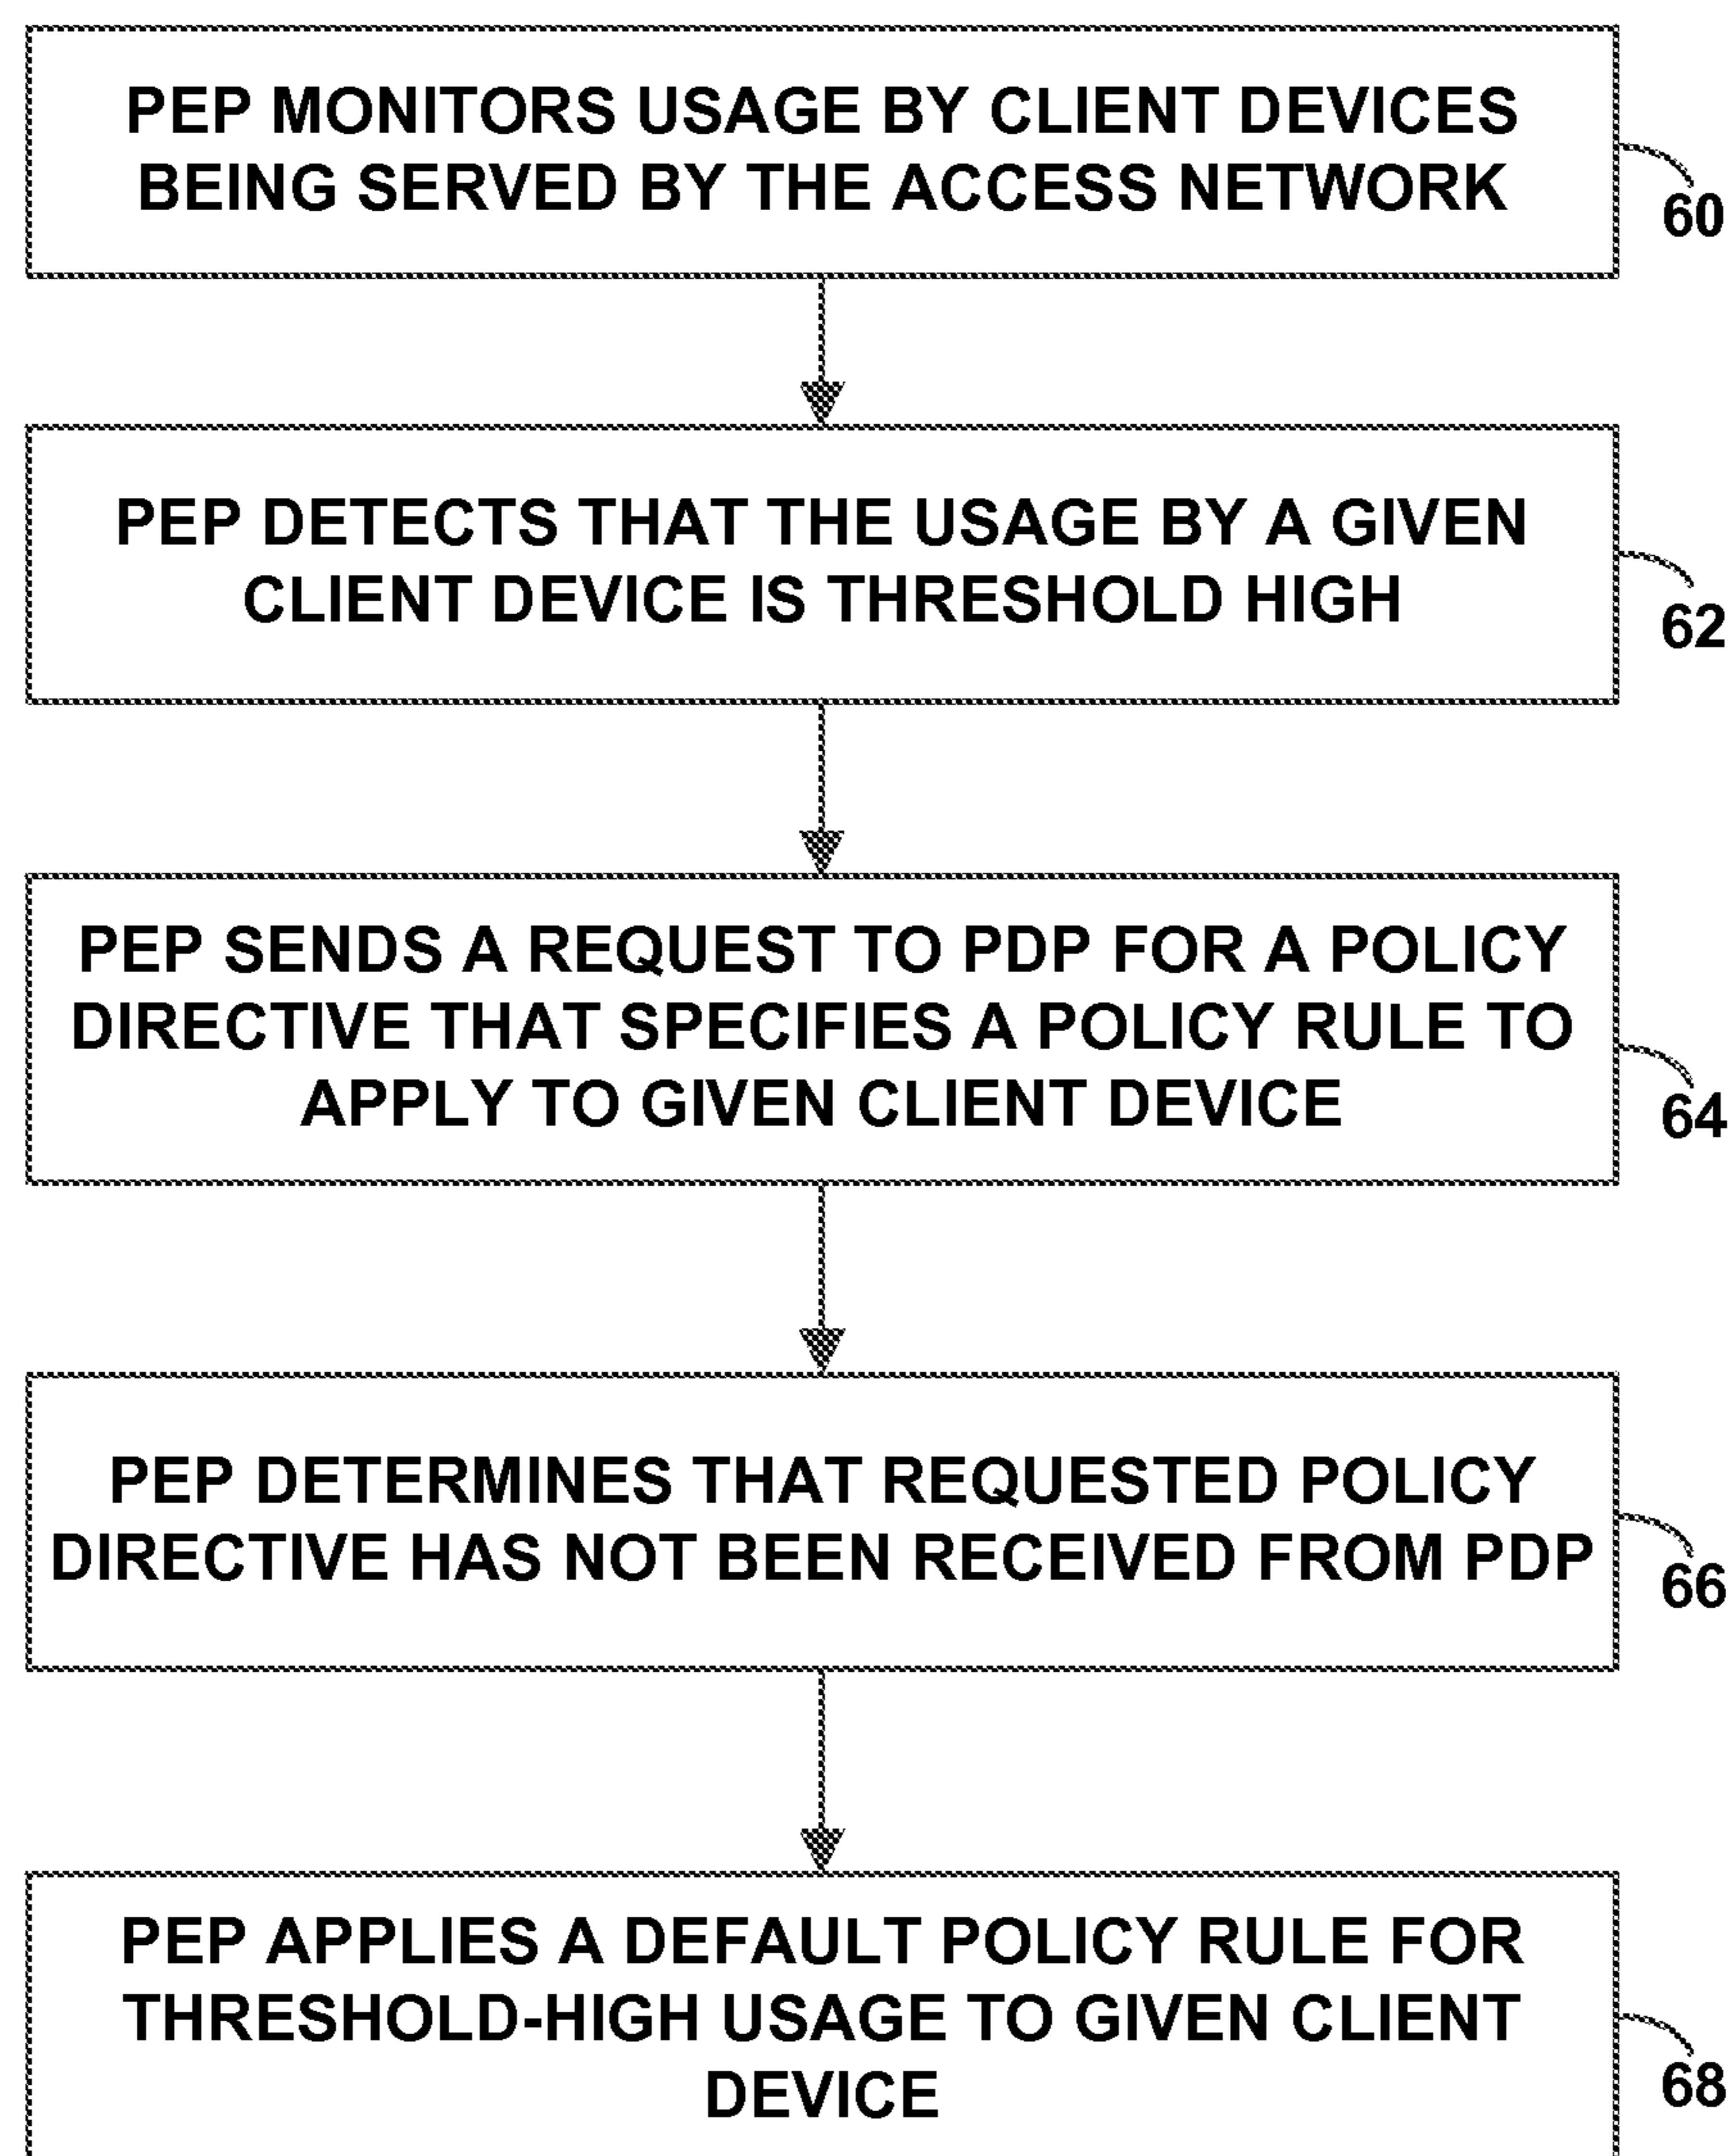 PEP MONITORS USAGE BY CLIENT DEVICES
BEING SERVED BY THE ACCESS NETWORK
60
PEP DETECTS THAT THE USAGE BY A GIVEN
CLIENT DEVICE IS THRESHOLD HIGH
62
PEP SENDS A REQUEST TO PDP FOR A POLICY
DIRECTIVE THAT SPECIFIES A POLICY RULE TO
APPLY TO GIVEN CLIENT DEVICE
64
PEP DETERMINES THAT REQUESTED POLICY
DIRECTIVE HAS NOT BEEN RECEIVED FROM PDP
66
PEP APPLIES A DEFAULT POLICY RULE FOR
THRESHOLD-HIGH USAGE TO GIVEN CLIENT
DEVICE
68